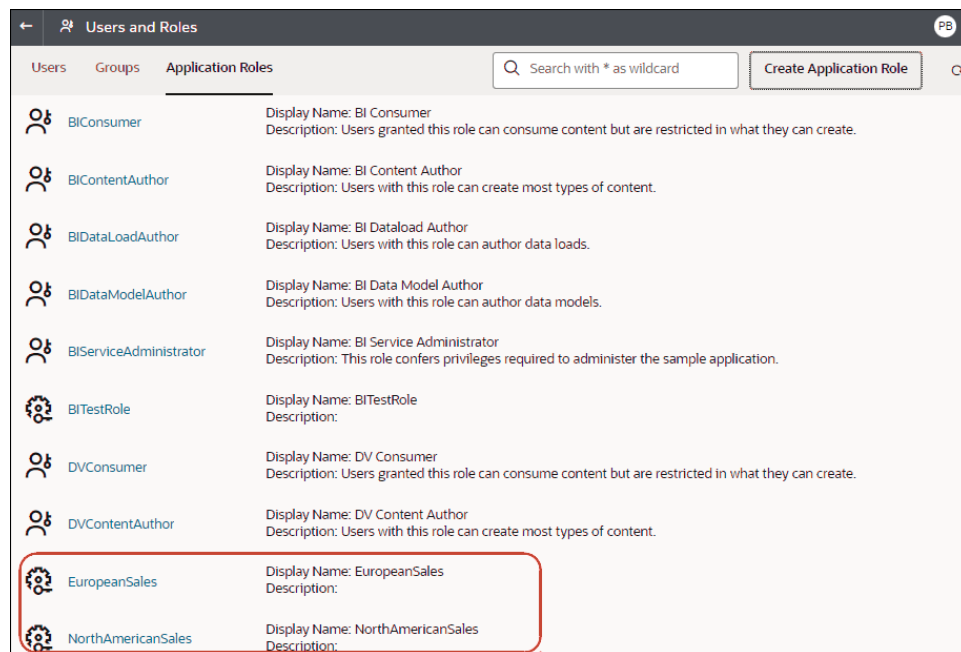 Users and Roles
PB
Users Groups Application Roles
Search with * as wildcard
Create Application Role
BIConsumer
Display Name: BI Consumer
Description: Users granted this role can consume content but are restricted in what they can create.
BIContentAuthor
Display Name: BI Content Author
Description: Users with this role can create most types of content.
BIDataLoadAuthor
Display Name: BI Dataload Author
Description: Users with this role can author data loads.
BIDataModelAuthor
Display Name: BI Data Model Author
Description: Users with this role can author data models.
BIServiceAdministrator
Display Name: BI Service Administrator
Description: This role confers privileges required to administer the sample application.
BITestRole
Display Name: BITestRole
Description:
DVConsumer
Display Name: DV Consumer
Description: Users granted this role can consume content but are restricted in what they can create.
DVContentAuthor
Display Name: DV Content Author
Description: Users with this role can create most types of content.
EuropeanSales
Display Name: EuropeanSales
Description:
NorthAmericanSales
Display Name: NorthAmericanSales
Description: